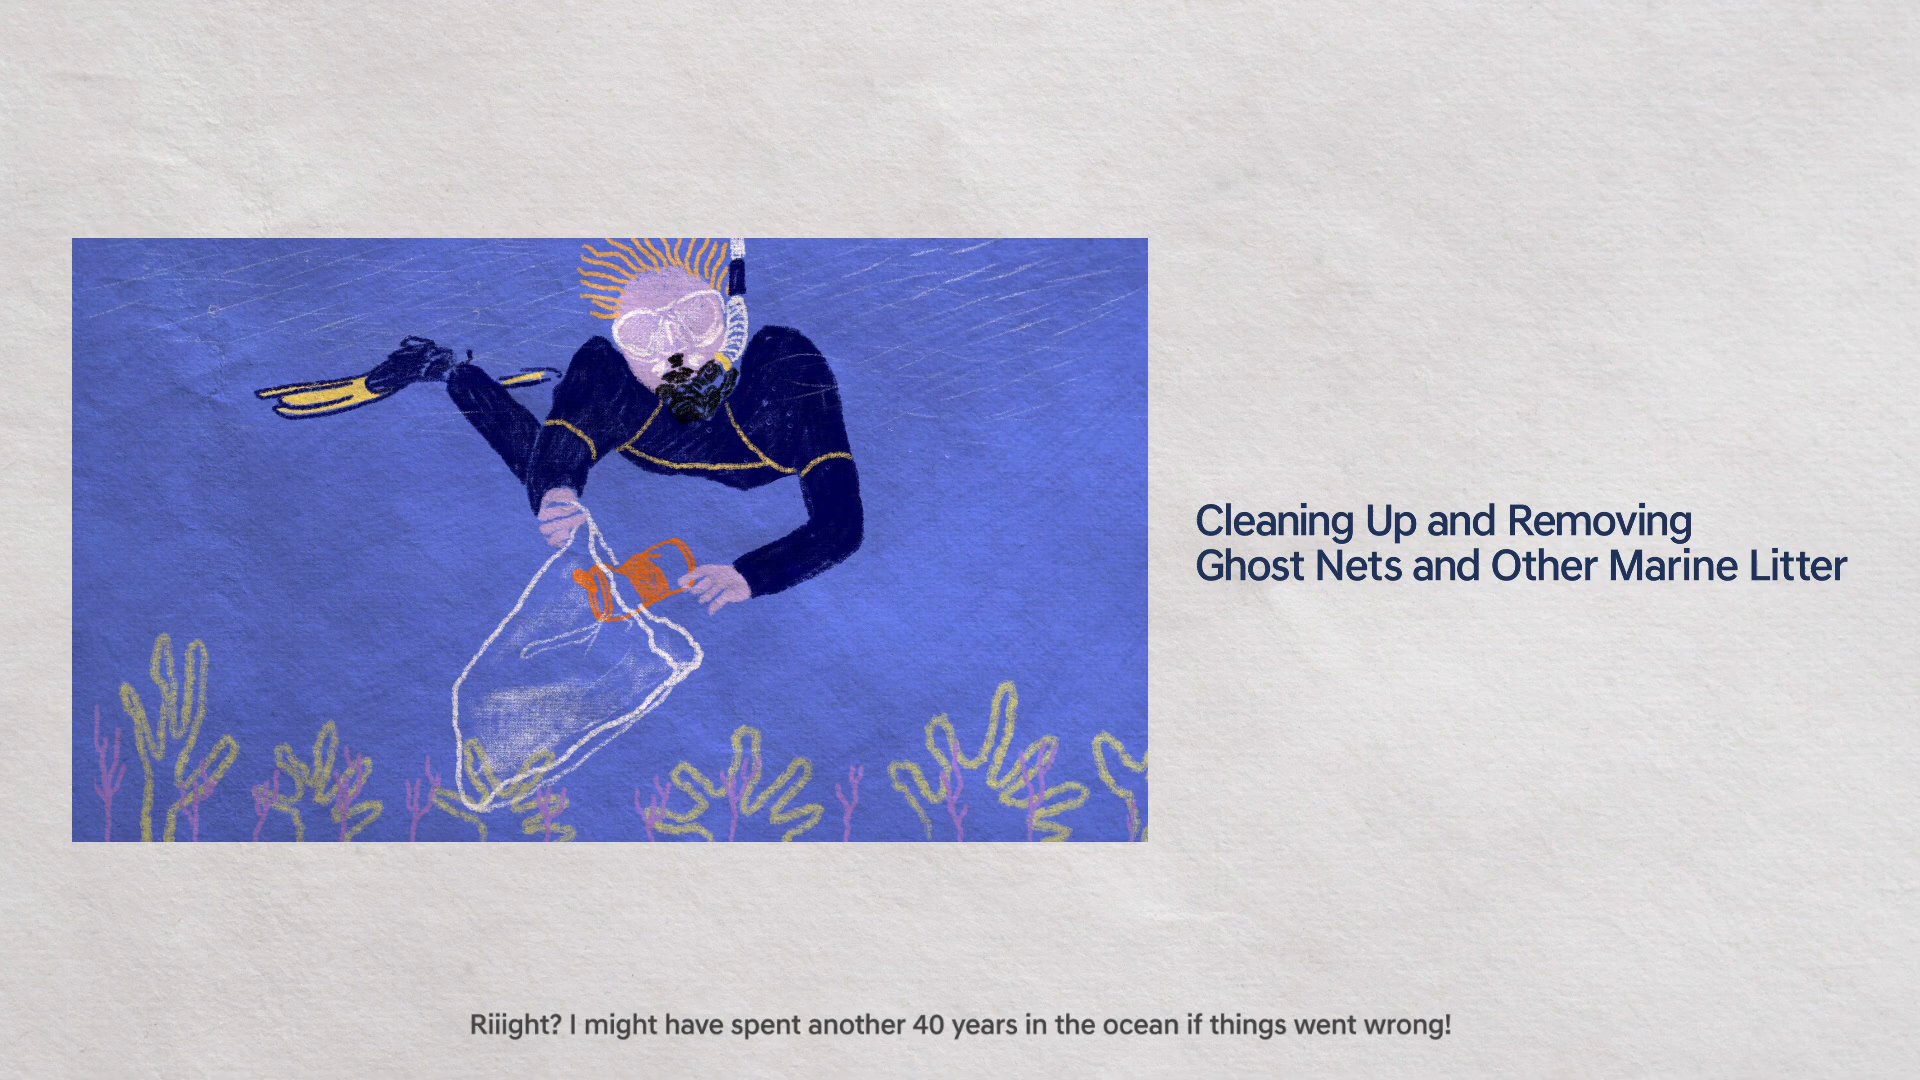 Cleaning Up and Removing
Ghost Nets and Other Marine Litter
Riiight? I might have spent another 40 years in the ocean if things went wrong!